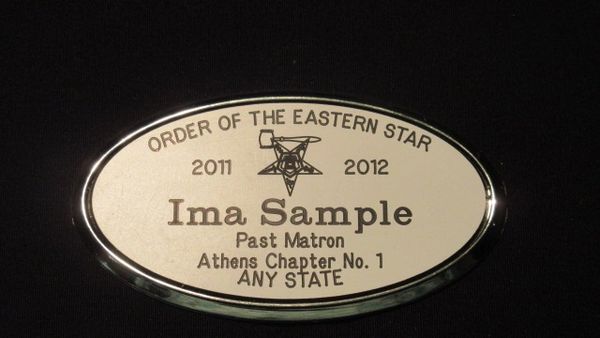 ORDER OF THE EASTERN STAR
2011 2012
Ima Sample
Past Matron
Athens Chapter No. 1
ANY STATE